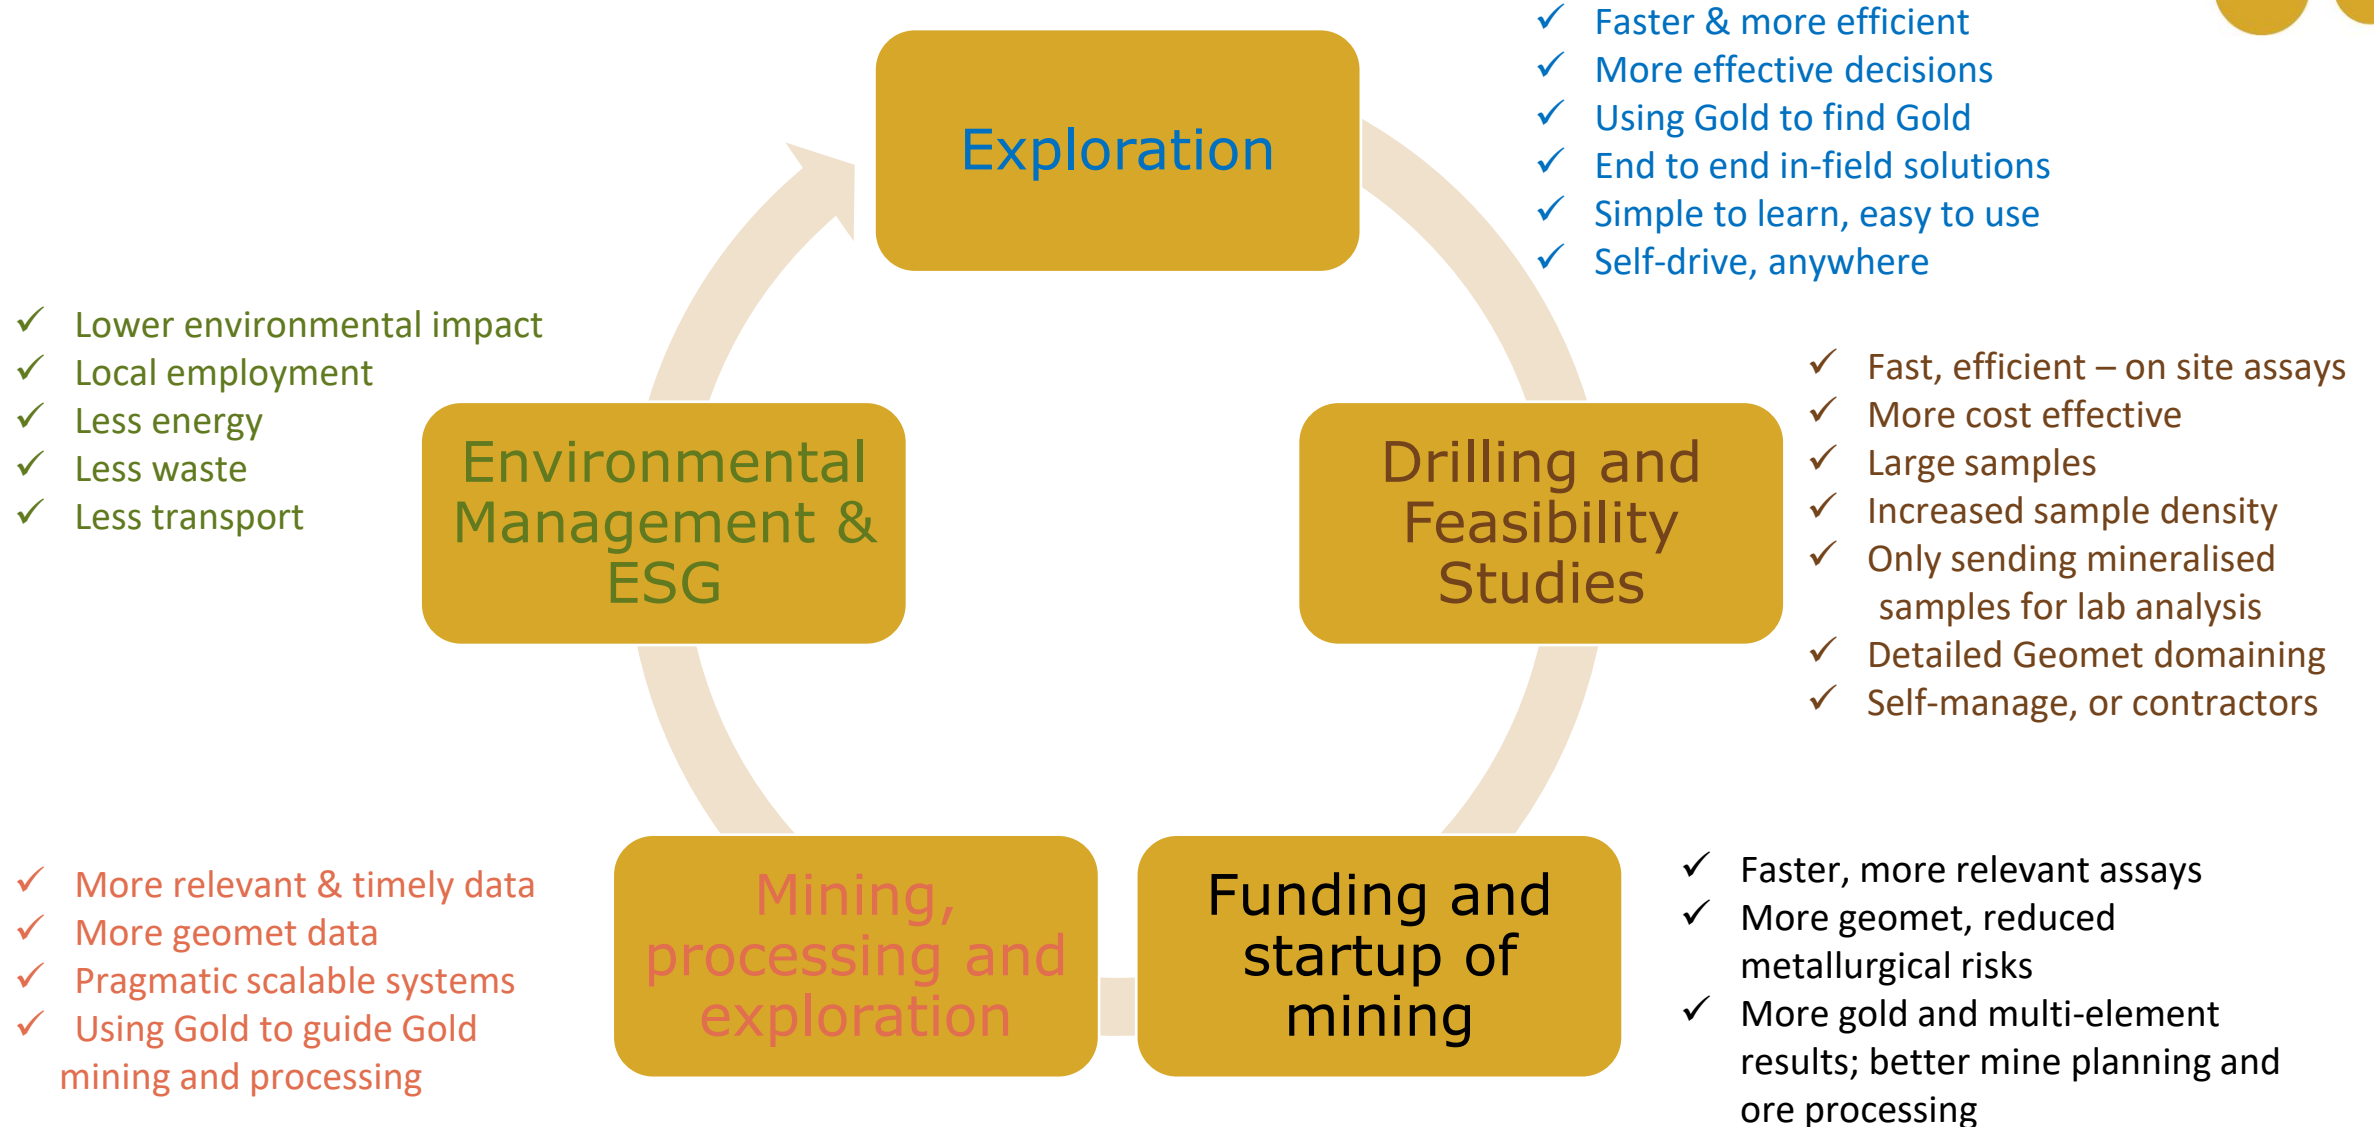 Exploration
✓ Faster & more efficient
✓ More effective decisions
✓ Using Gold to find Gold
✓ End to end in-field solutions
✓ Simple to learn, easy to use
✓ Self-drive, anywhere
Drilling and
Feasibility
Studies
✓ Fast, efficient – on site assays
✓ More cost effective
✓ Large samples
✓ Increased sample density
✓ Only sending mineralised
samples for lab analysis
✓ Detailed Geomet domaining
✓ Self-manage, or contractors
Funding and
startup of
mining
✓ Faster, more relevant assays
✓ More geomet, reduced
metallurgical risks
✓ More gold and multi-element
results; better mine planning and
ore processing
Mining,
processing and
exploration
✓ More relevant & timely data
✓ More geomet data
✓ Pragmatic scalable systems
✓ Using Gold to guide Gold
mining and processing
Environmental
Management &
ESG
✓ Lower environmental impact
✓ Local employment
✓ Less energy
✓ Less waste
✓ Less transport